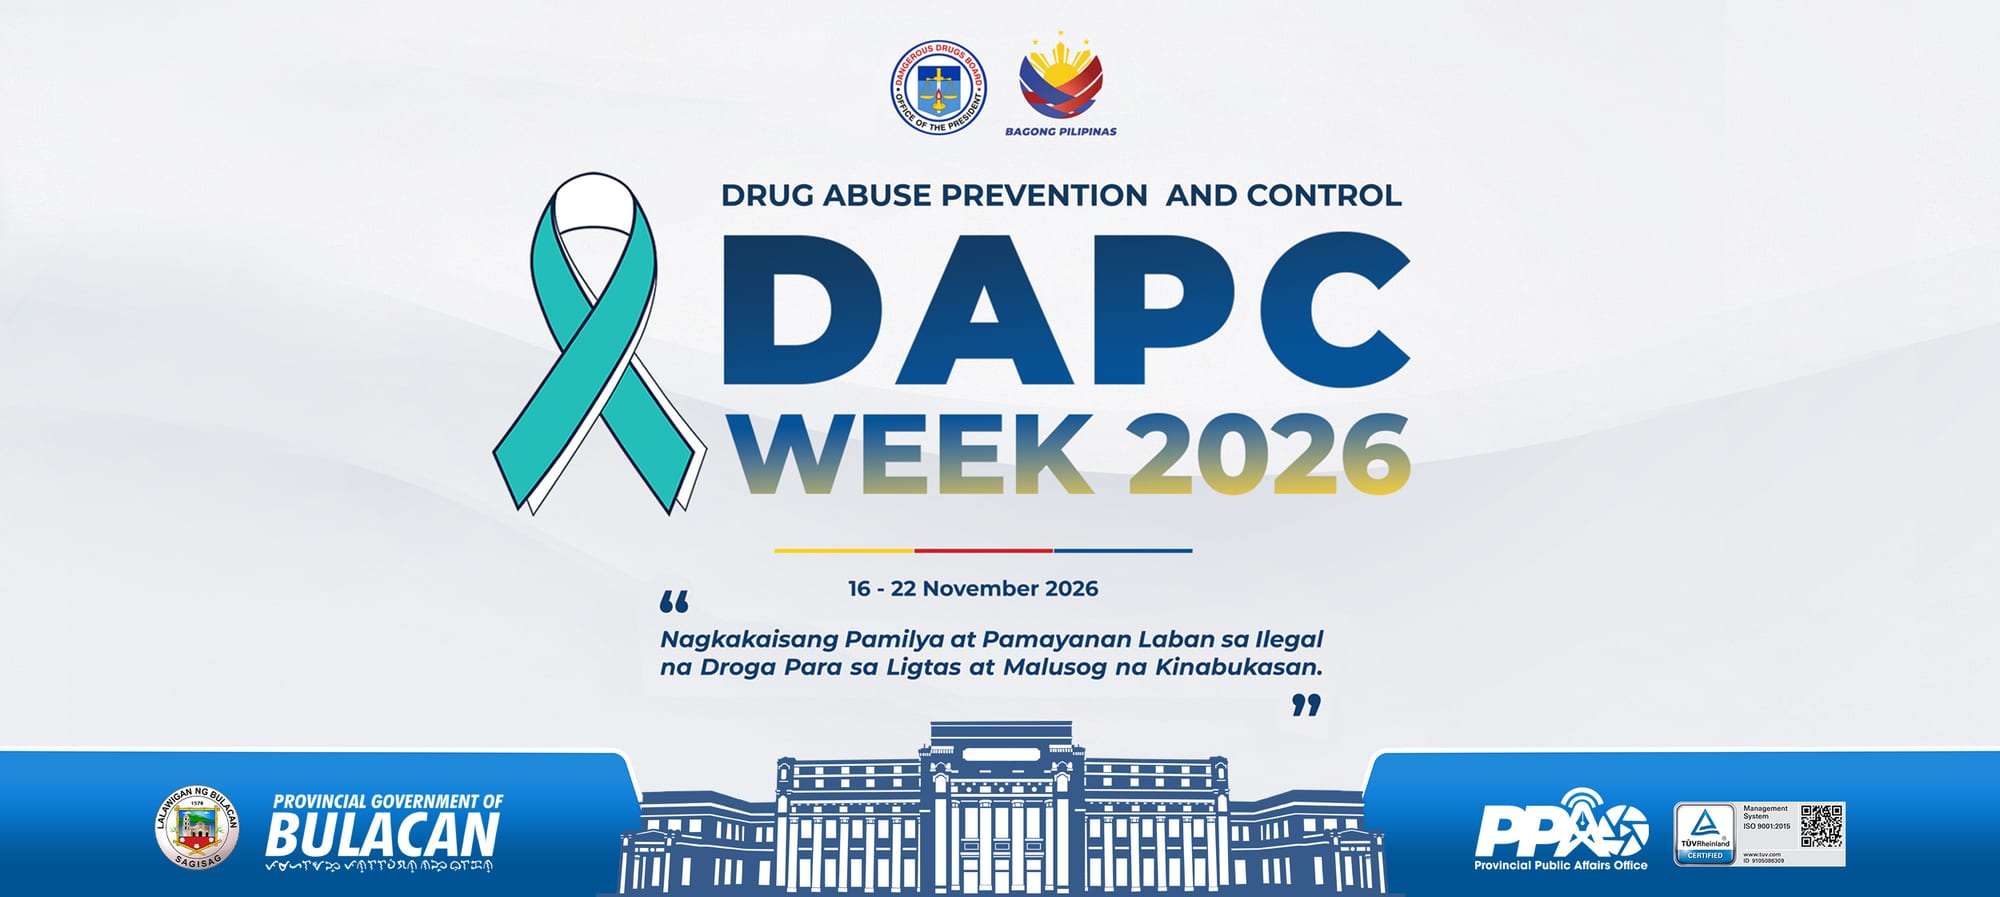 DANGEROUS DRUGS BOARD
OFFICE OF THE PRESIDENT
BAGONG PILIPINAS
DRUG ABUSE PREVENTION AND CONTROL
DAPC
WEEK 2026
16 - 22 November 2026
“
Nagkakaisang Pamilya at Pamayanan Laban sa Ilegal
na Droga Para sa Ligtas at Malusog na Kinabukasan.
”
LALAWIGAN NG BULACAN
1578
SAGISAG
PROVINCIAL GOVERNMENT OF
BULACAN
PPAO
Provincial Public Affairs Office
TÜVRheinland
CERTIFIED
Management
System
ISO 9001:2015
www.tuv.com
ID 9105086309